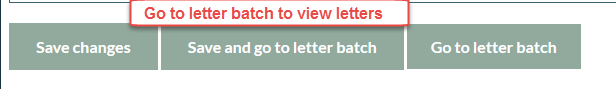 Go to letter batch to view letters
Save changes
Save and go to letter batch
Go to letter batch